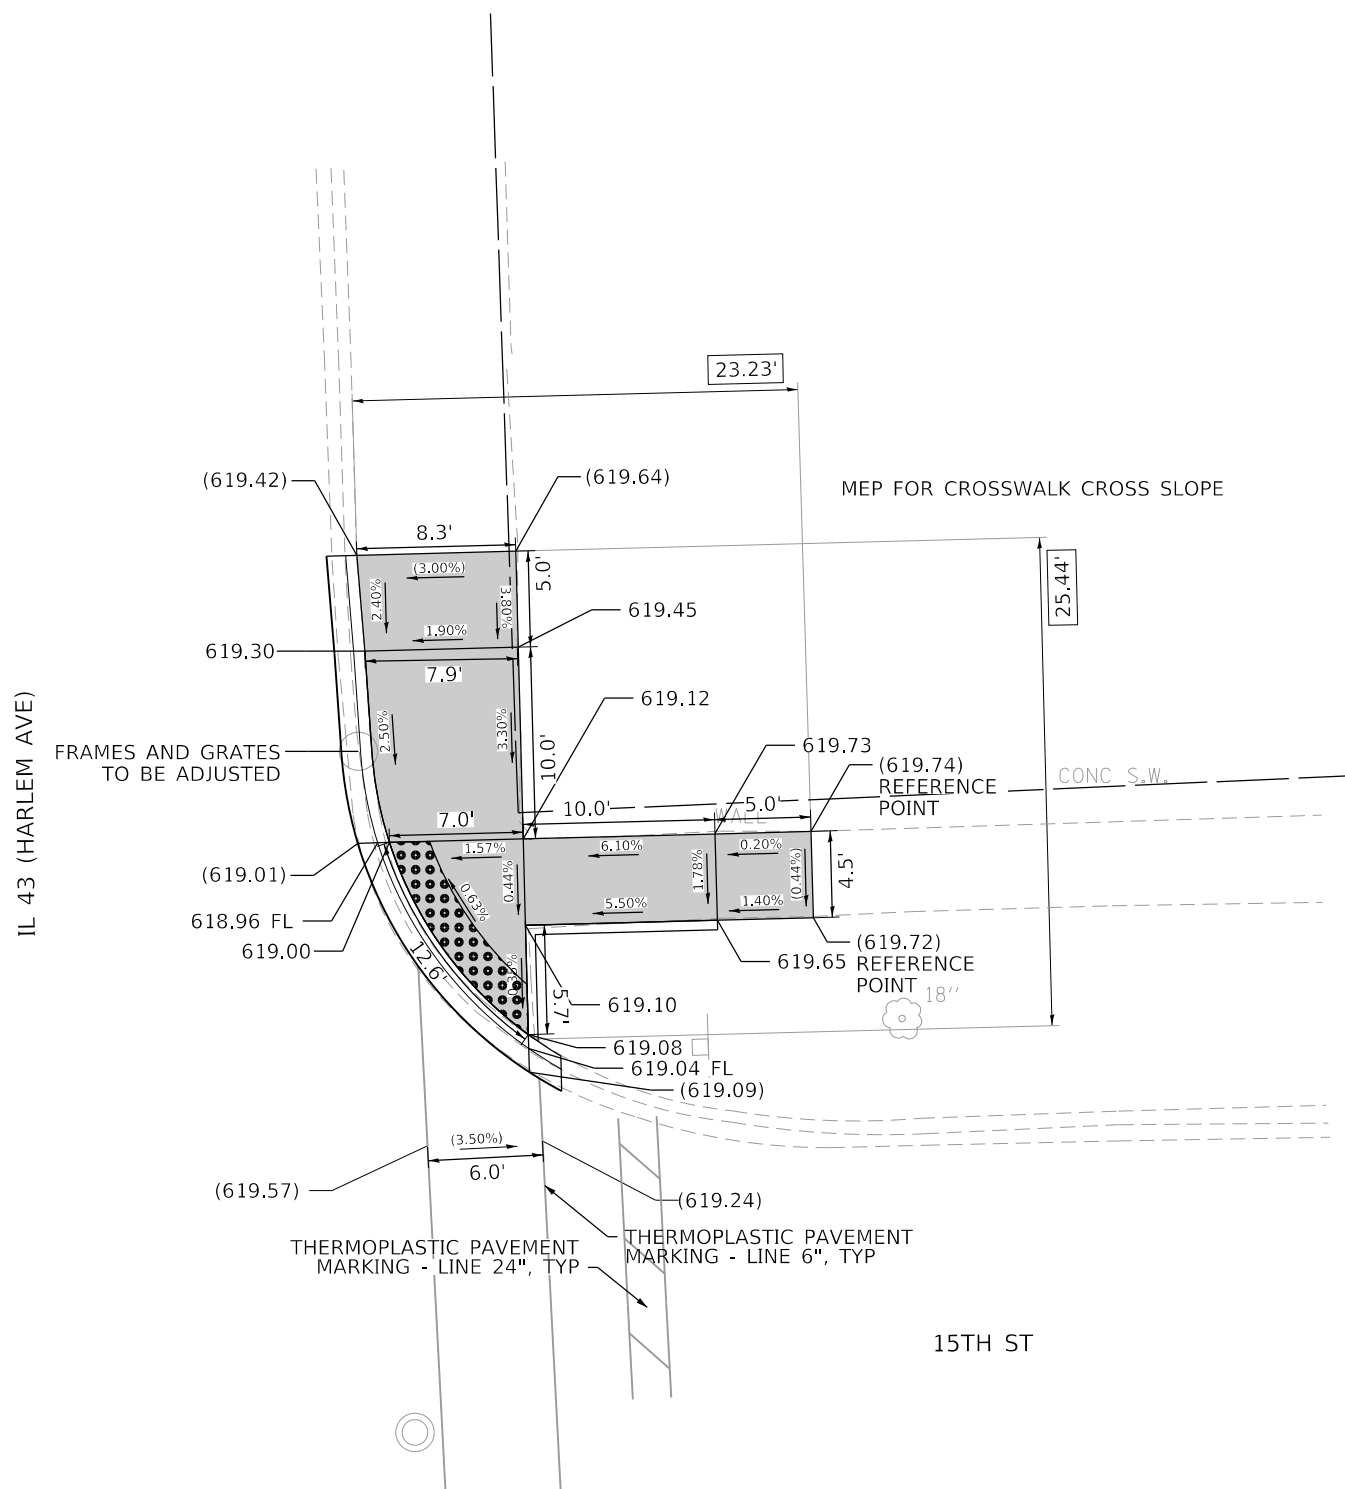 23.23'
(619.42)
(619.64)
MEP FOR CROSSWALK CROSS SLOPE
8.3'
(3.00%)
2.40%
3.80%
5.0'
25.44'
1.90%
619.45
619.30
7.9'
619.12
IL 43 (HARLEM AVE)
2.50%
3.30%
10.0'
FRAMES AND GRATES
TO BE ADJUSTED
619.73
(619.74)
REFERENCE
POINT
CONC S.W.
10.0'
5.0'
WALL
7.0'
1.57%
6.10%
0.20%
1.78%
(0.44%)
4.5'
0.44%
0.63%
5.50%
1.40%
(619.01)
618.96 FL
619.00
12.6'
0.35%
5.7'
619.65
(619.72)
REFERENCE
POINT
18''
619.10
619.08
619.04 FL
(619.09)
(3.50%)
6.0'
(619.57)
(619.24)
THERMOPLASTIC PAVEMENT
MARKING - LINE 24", TYP
THERMOPLASTIC PAVEMENT
MARKING - LINE 6", TYP
15TH ST